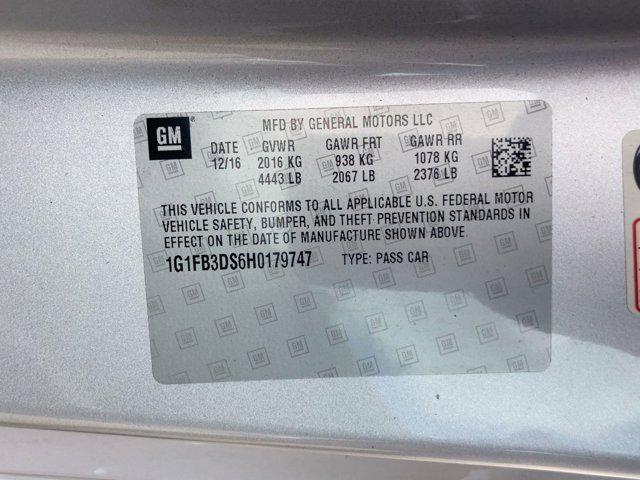 GM
MFD BY GENERAL MOTORS LLC
DATE GVWR GAWR FRT GAWR RR
12/16 2016 KG 938 KG 1078 KG
4443 LB 2067 LB 2376 LB
THIS VEHICLE CONFORMS TO ALL APPLICABLE U.S. FEDERAL MOTOR
VEHICLE SAFETY, BUMPER, AND THEFT PREVENTION STANDARDS IN
EFFECT ON THE DATE OF MANUFACTURE SHOWN ABOVE.
1G1FB3DS6H0179747 TYPE: PASS CAR